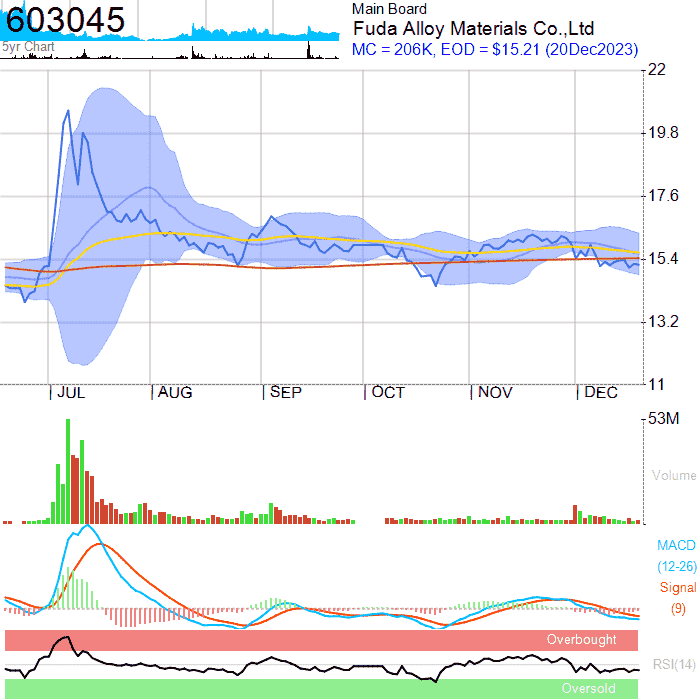 603045
5yr Chart
Main Board
Fuda Alloy Materials Co.,Ltd
MC = 206K, EOD = $15.21 (20Dec2023)
22
19.8
17.6
15.4
13.2
11
JUL AUG SEP OCT NOV DEC
53M
Volume
MACD
(12-26)
Signal
(9)
Overbought
RSI(14)
Oversold